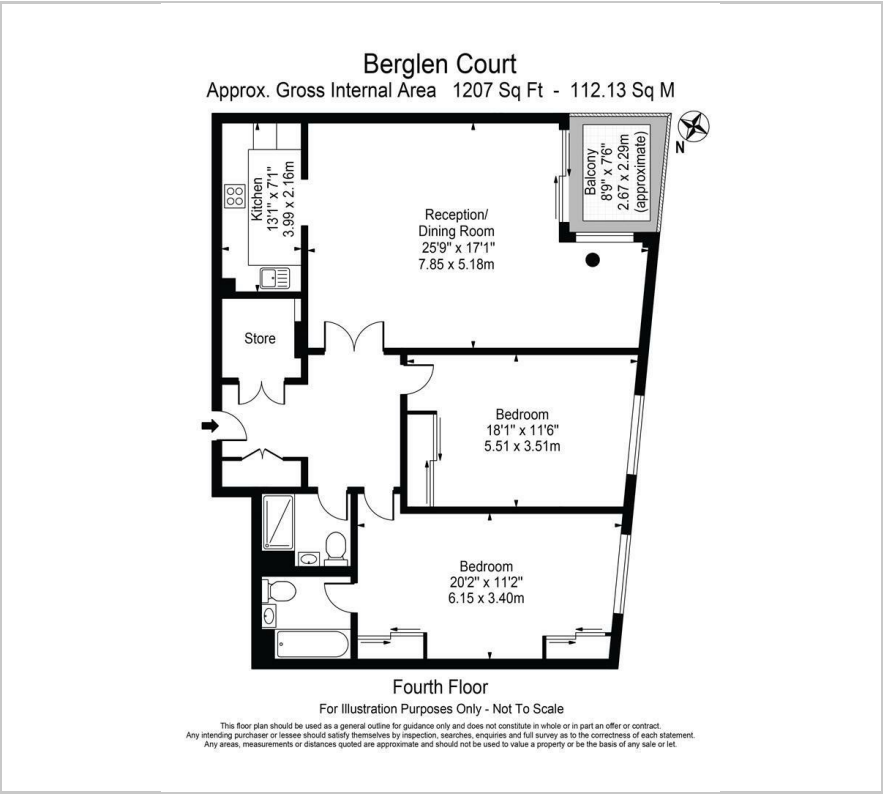 Berglen Court
Approx. Gross Internal Area 1207 Sq Ft - 112.13 Sq M
N
Kitchen
13'1" x 7'1"
3.99 x 2.16m
Reception/
Dining Room
25'9" x 17'1"
7.85 x 5.18m
Balcony
8'9" x 7'6"
2.67 x 2.29m
(approximate)
Store
Bedroom
18'1" x 11'6"
5.51 x 3.51m
Bedroom
20'2" x 11'2"
6.15 x 3.40m
Fourth Floor
For Illustration Purposes Only - Not To Scale
This floor plan should be used as a general outline for guidance only and does not constitute in whole or in part an offer or contract.
Any intending purchaser or lessee should satisfy themselves by inspection, searches, enquiries and full survey as to the correctness of each statement.
Any areas, measurements or distances quoted are approximate and should not be used to value a property or be the basis of any sale or let.